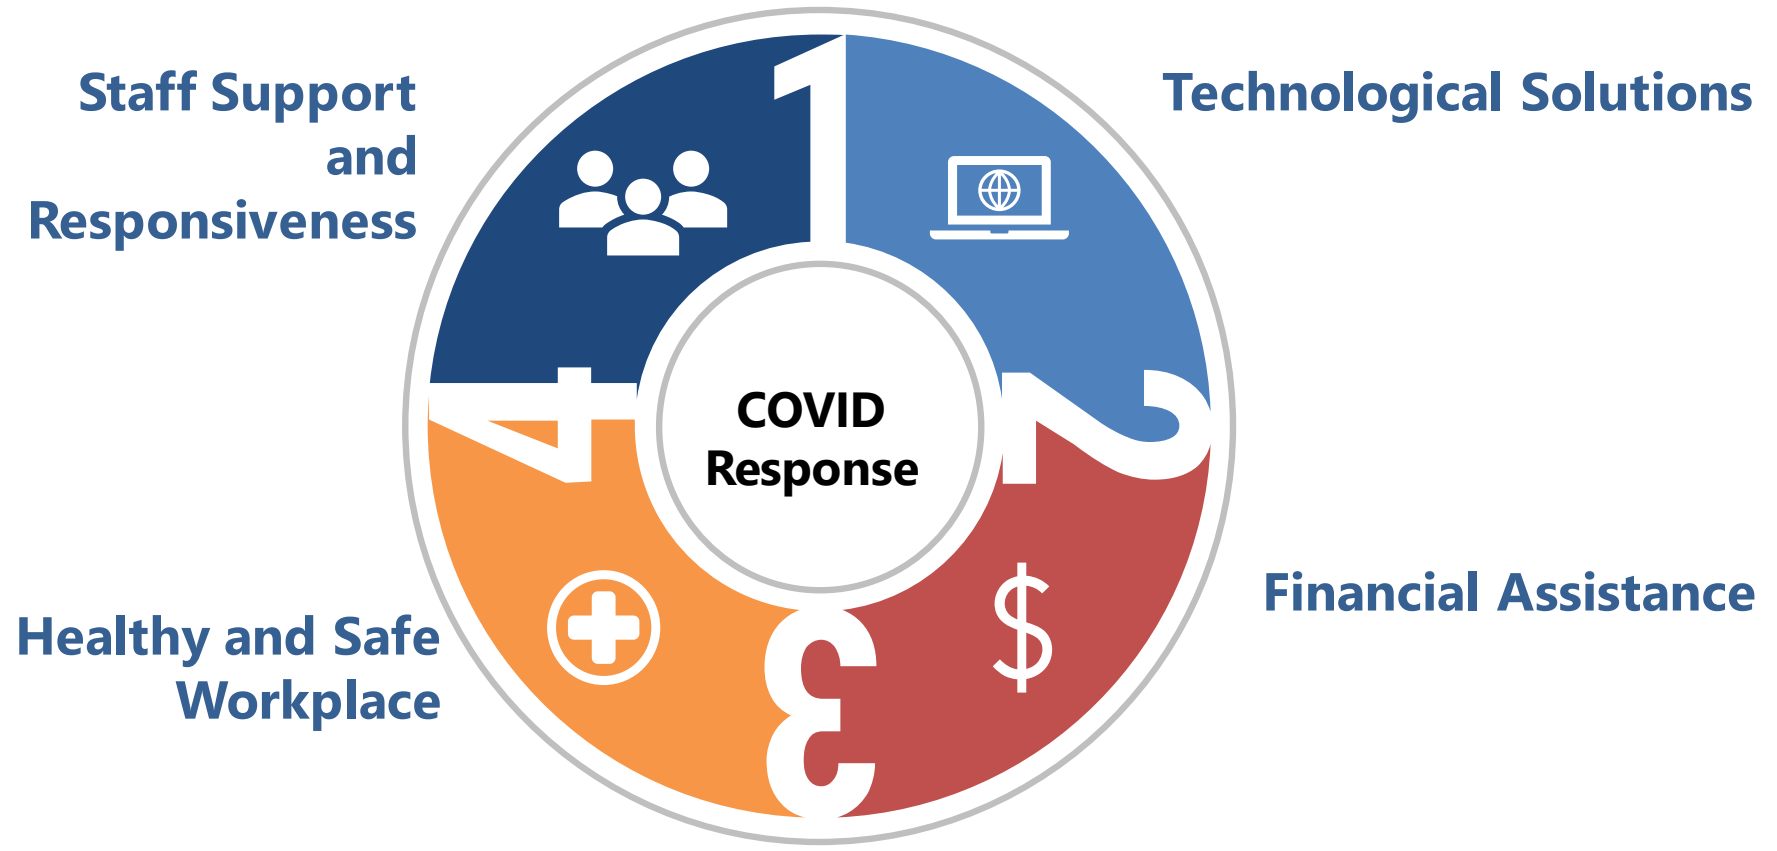 Staff Support
and
Responsiveness
1
Technological Solutions
4
COVID
Response
2
Healthy and Safe
Workplace
3
$
Financial Assistance